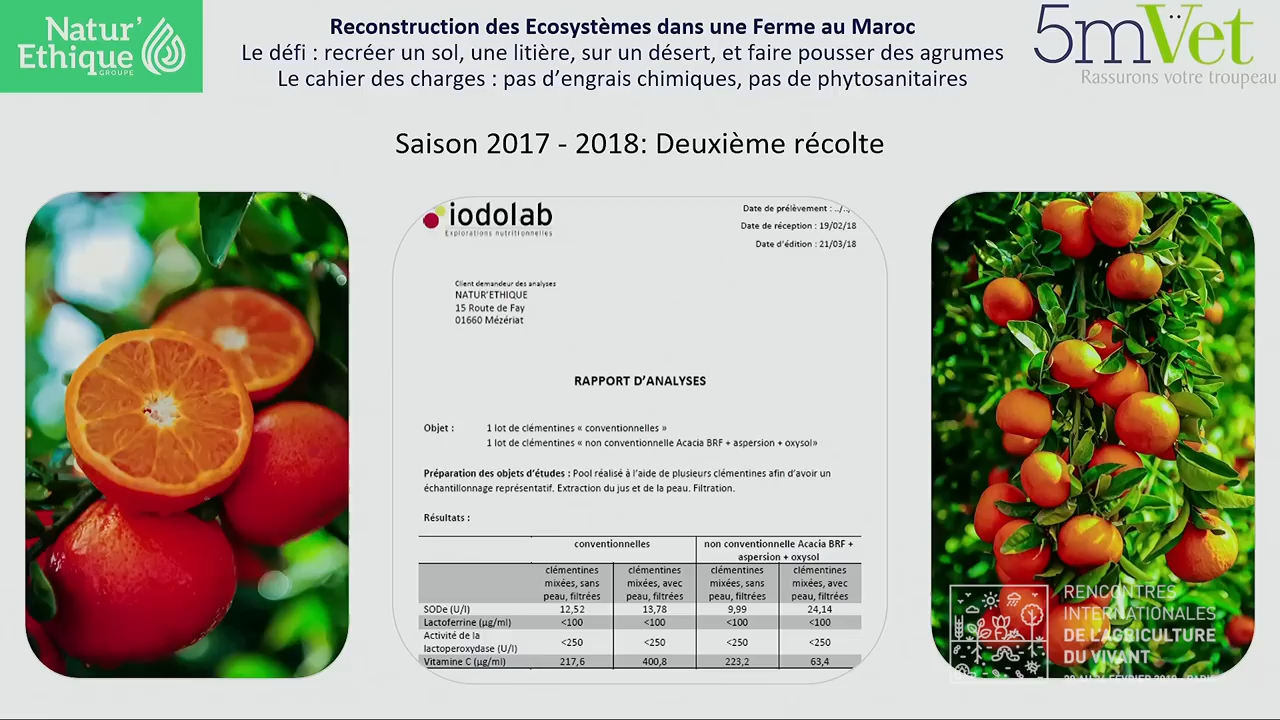 Natur'
Ethique
GROUPE
Reconstruction des Ecosystèmes dans une Ferme au Maroc
Le défi : recréer un sol, une litière, sur un désert, et faire pousser des agrumes
Le cahier des charges : pas d'engrais chimiques, pas de phytosanitaires
5mVet
Rassurons votre troupeau
Saison 2017 - 2018: Deuxième récolte
iodolab
Explorations nutritionnelles
Date de prélèvement : ../..
Date de réception : 19/02/18
Date d'édition : 21/03/18
Client demandeur des analyses
NATUR'ETHIQUE
15 Route de Fay
01660 Mézériat
RAPPORT D'ANALYSES
Objet : 1 lot de clémentines « conventionnelles »
1 lot de clémentines « non conventionnelle Acacia BRF + aspersion + oxysol»
Préparation des objets d'études : Pool réalisé à l'aide de plusieurs clémentines afin d'avoir un
échantillonnage représentatif. Extraction du jus et de la peau. Filtration.
Résultats :
conventionnelles non conventionnelle Acacia BRF +
aspersion + oxysol
clémentines clémentines clémentines clémentines
mixées, sans mixées, avec mixées, sans mixées, avec
peau, filtrées peau, filtrées peau, filtrées peau, filtrées
SODe (U/l) 12,52 13,78 9,99 24,14
Lactoferrine (µg/ml) <100 <100 <100 <100
Activité de la
lactoperoxydase (U/l) <250 <250 <250 <250
Vitamine C (µg/ml) 217,6 400,8 223,2 63,4
RENCONTRES
INTERNATIONALES
DE L'AGRICULTURE
DU VIVANT
FÉVRIER 2019 - PARIS